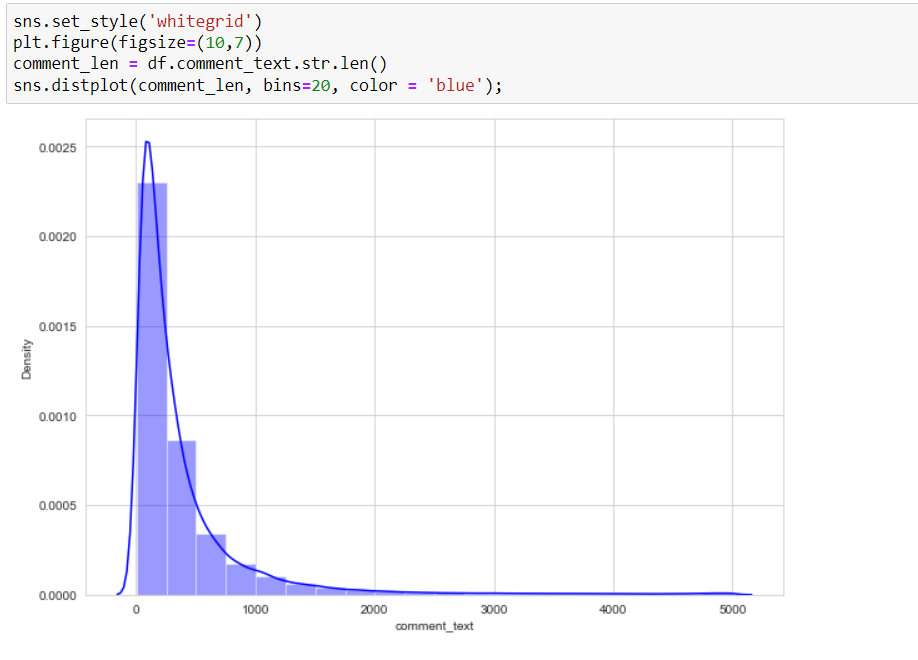 sns.set_style('whitegrid')
plt.figure(figsize=(10,7))
comment_len = df.comment_text.str.len()
sns.distplot(comment_len, bins=20, color = 'blue');
0.0025
0.0020
0.0015
Density
0.0010
0.0005
0.0000
0 1000 2000 3000 4000 5000
comment_text